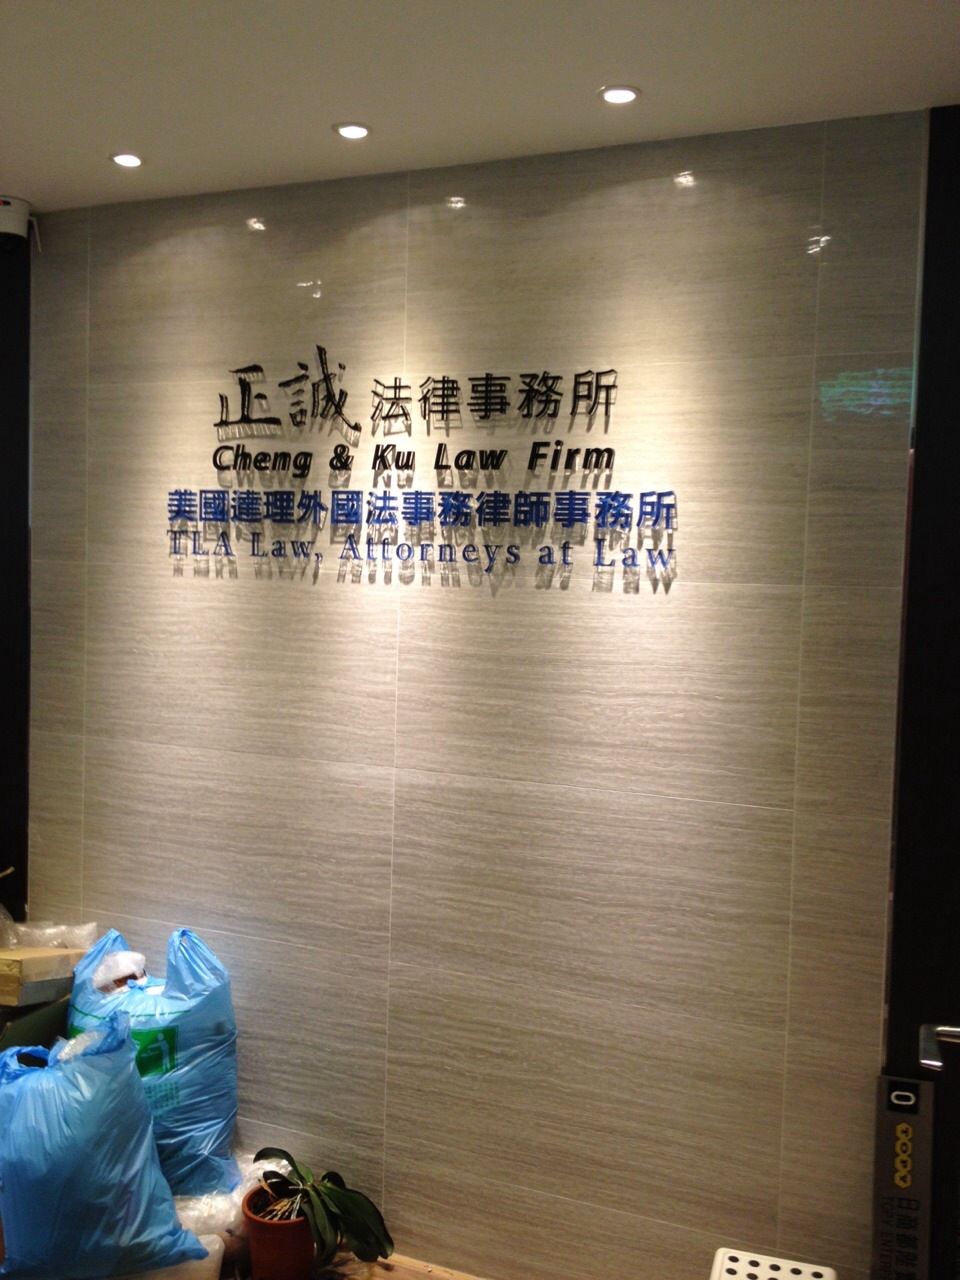 正誠 法律事務所
Cheng & Ku Law Firm
美國達理外國法事務律師事務所
TLA Law, Attorneys at Law